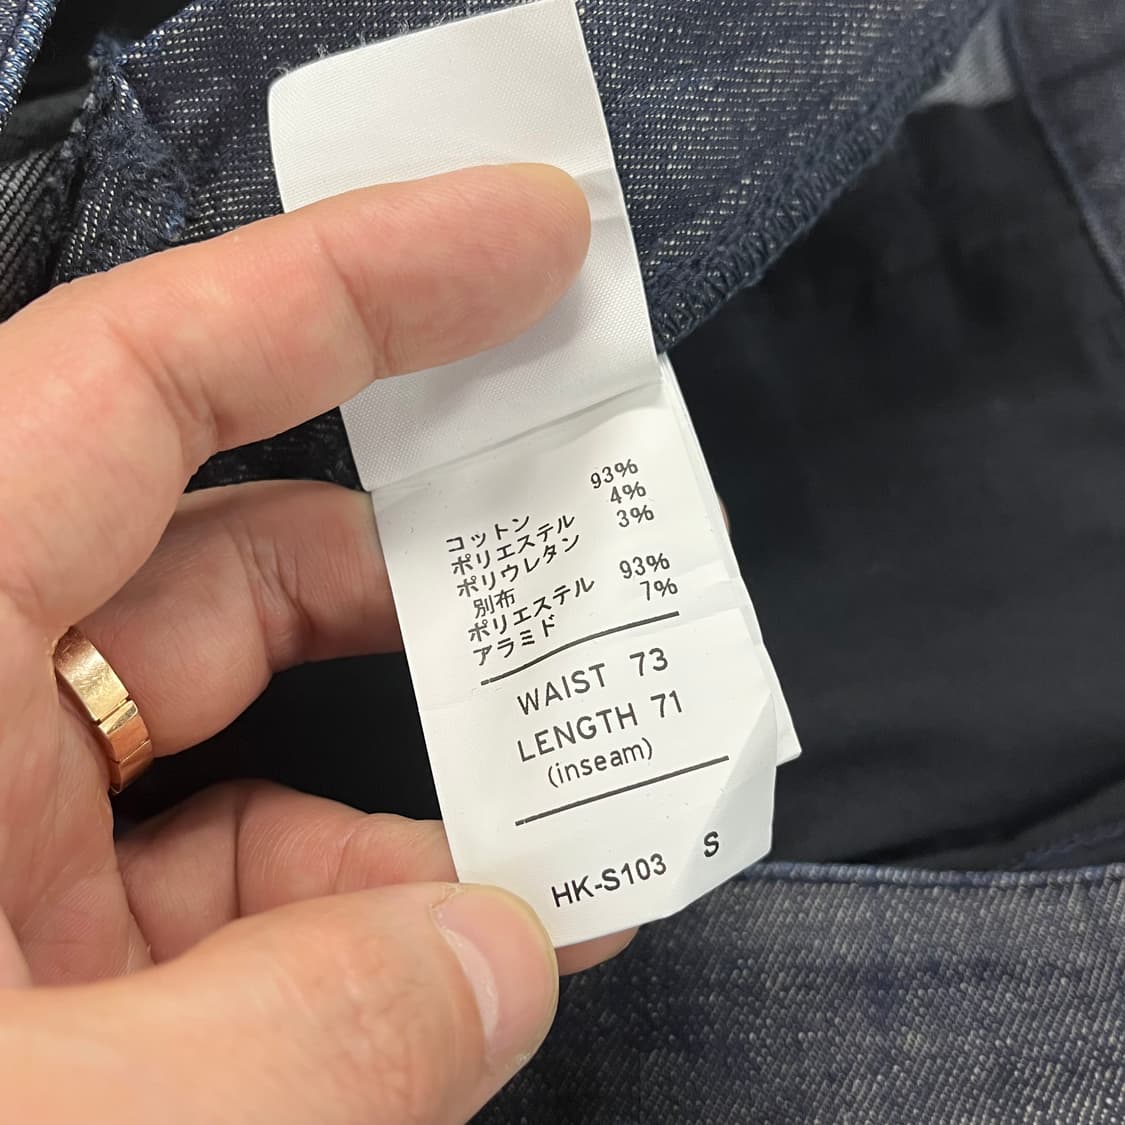 コットン 93%
ポリエステル 4%
ポリウレタン 3%
別布
ポリエステル 93%
アラミド 7%
WAIST 73
LENGTH 71
(inseam)
HK-S103 S